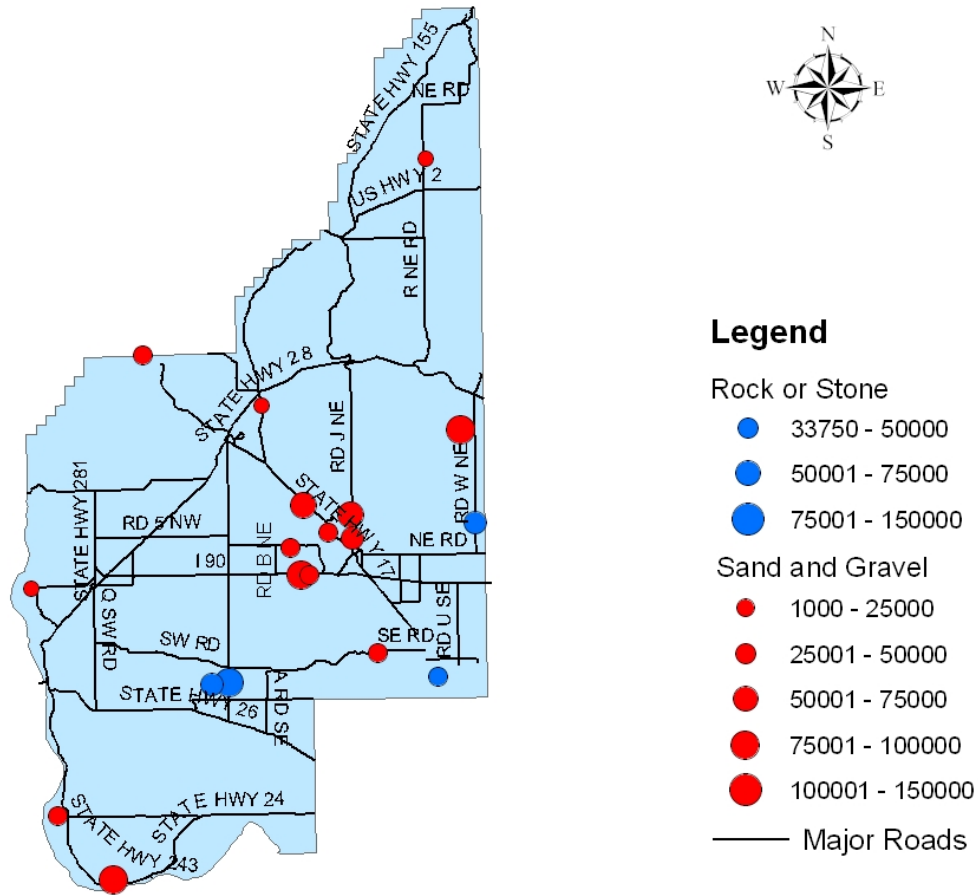 N
W E
S
STATE HWY 155
NE RD
US HWY 2
R NE RD
STATE HWY 28
RD J NE
RD W NE
STATE HWY 281
RD 5 NW
STATE HWY 17
NE RD
I 90
RD B NE
Q SW RD
SW RD
SE RD
RD U SE
STATE HWY 26
A RD SE
STATE HWY 24
STATE HWY 243
Legend
Rock or Stone
33750 - 50000
50001 - 75000
75001 - 150000
Sand and Gravel
1000 - 25000
25001 - 50000
50001 - 75000
75001 - 100000
100001 - 150000
Major Roads